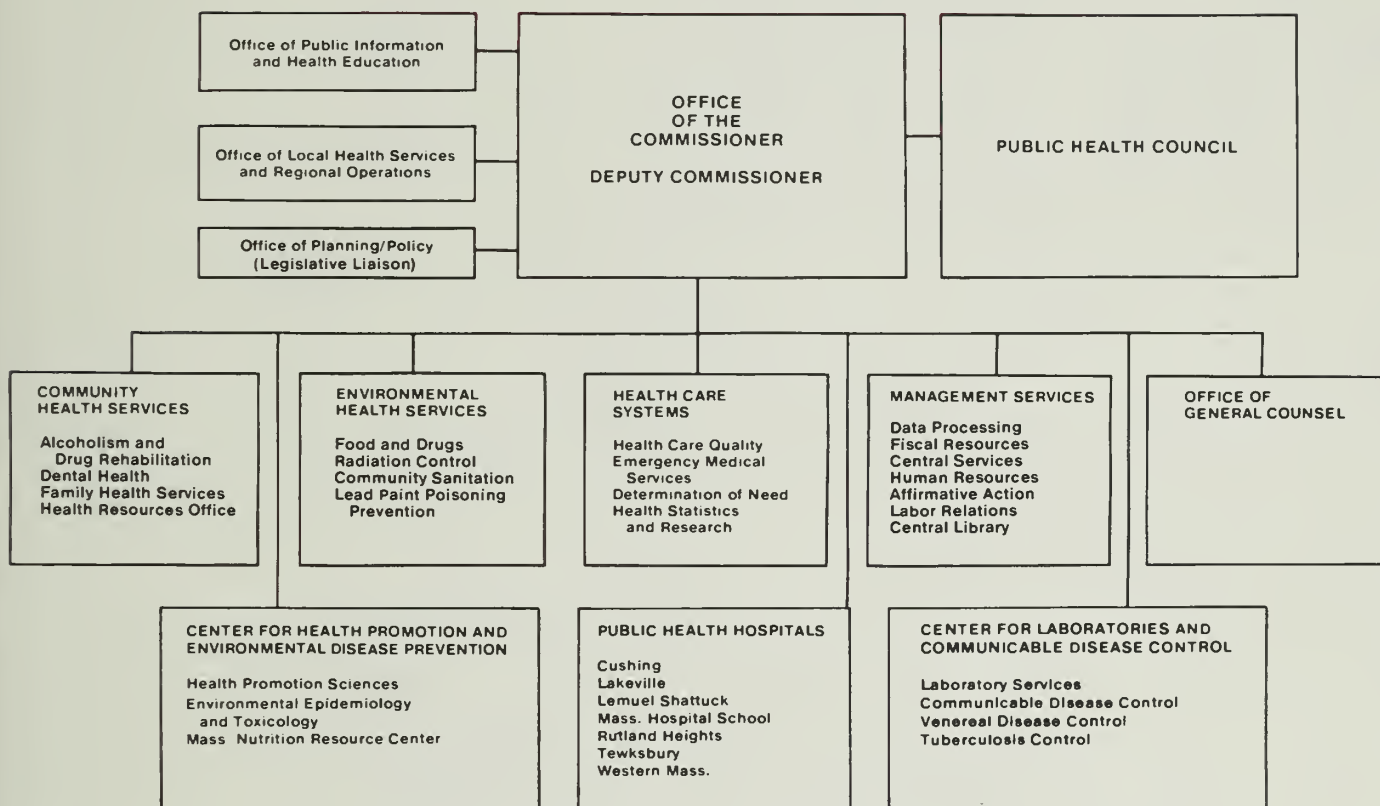 Office of Public Information
and Health Education
Office of Local Health Services
and Regional Operations
Office of Planning/Policy
(Legislative Liaison)
OFFICE
OF THE
COMMISSIONER
DEPUTY COMMISSIONER
PUBLIC HEALTH COUNCIL
COMMUNITY
HEALTH SERVICES
Alcoholism and
Drug Rehabilitation
Dental Health
Family Health Services
Health Resources Office
ENVIRONMENTAL
HEALTH SERVICES
Food and Drugs
Radiation Control
Community Sanitation
Lead Paint Poisoning
Prevention
HEALTH CARE
SYSTEMS
Health Care Quality
Emergency Medical
Services
Determination of Need
Health Statistics
and Research
MANAGEMENT SERVICES
Data Processing
Fiscal Resources
Central Services
Human Resources
Affirmative Action
Labor Relations
Central Library
OFFICE OF
GENERAL COUNSEL
CENTER FOR HEALTH PROMOTION AND
ENVIRONMENTAL DISEASE PREVENTION
Health Promotion Sciences
Environmental Epidemiology
and Toxicology
Mass Nutrition Resource Center
PUBLIC HEALTH HOSPITALS
Cushing
Lakeville
Lemuel Shattuck
Mass. Hospital School
Rutland Heights
Tewksbury
Western Mass.
CENTER FOR LABORATORIES AND
COMMUNICABLE DISEASE CONTROL
Laboratory Services
Communicable Disease Control
Venereal Disease Control
Tuberculosis Control